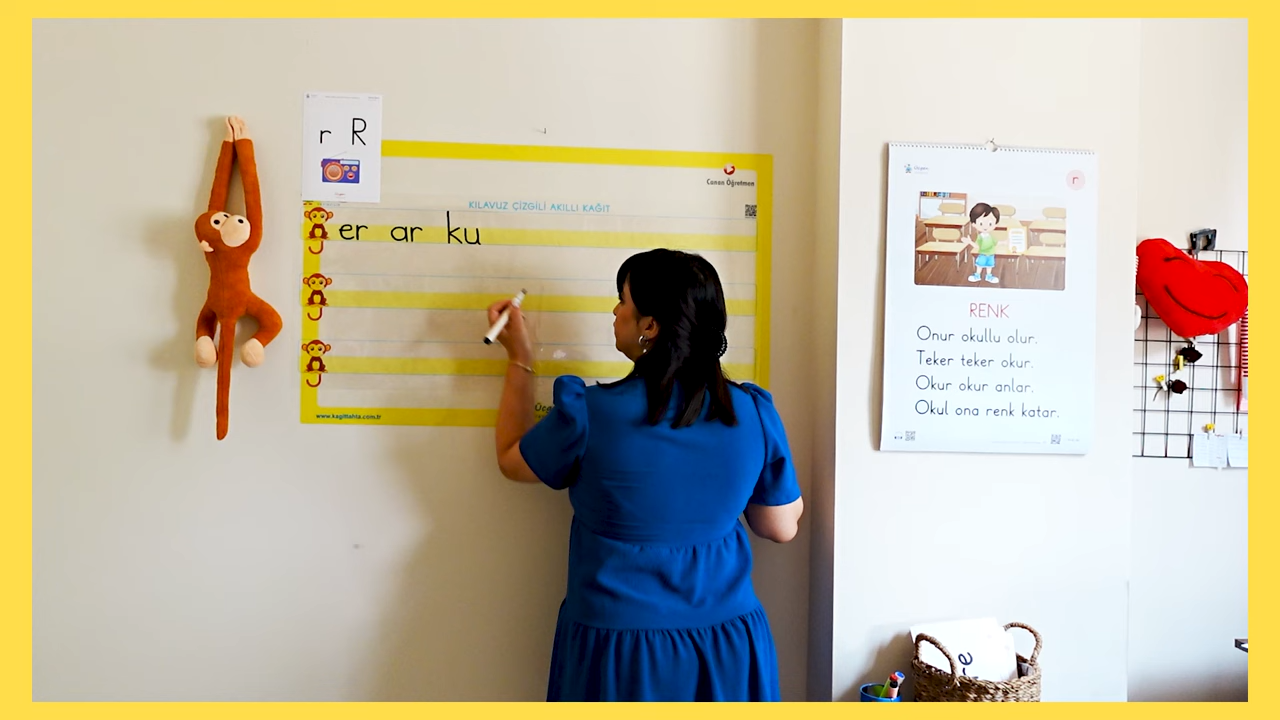 r R
Canan Öğretmen
KILAVUZ ÇİZGİLİ AKILLI KAĞIT
er ar ku
www.kagittahta.com.tr
r
RENK
Onur okullu olur.
Teker teker okur.
Okur okur anlar.
Okul ona renk katar.